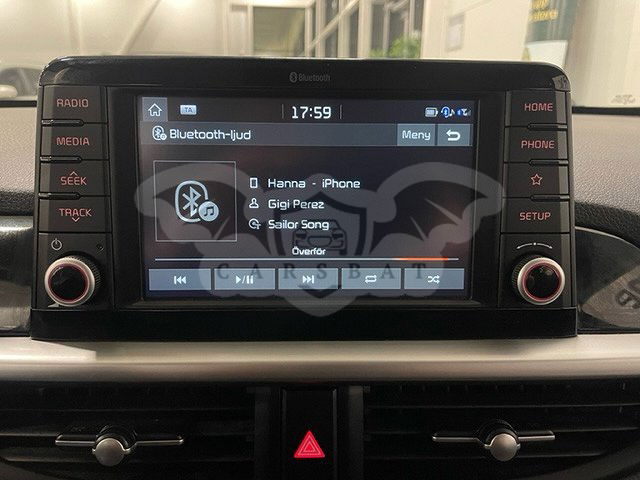 Bluetooth
RADIO
MEDIA
SEEK
TRACK
HOME
PHONE
SETUP
TA
17:59
Bluetooth-ljud
Meny
Hanna - iPhone
Gigi Perez
Sailor Song
Överför
CARSBAT